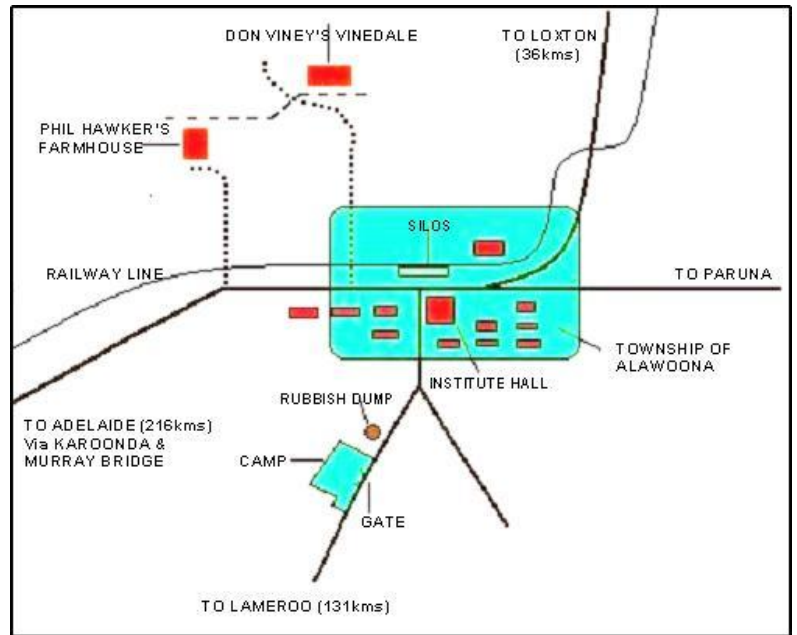 DON VINEY'S VINEDALE
TO LOXTON
(36kms)
PHIL HAWKER'S
FARMHOUSE
SILOS
RAILWAY LINE
TO PARUNA
TOWNSHIP OF
ALAWOONA
INSTITUTE HALL
RUBBISH DUMP
TO ADELAIDE (216kms)
Via KAROONDA &
MURRAY BRIDGE
CAMP
GATE
TO LAMEROO (131kms)